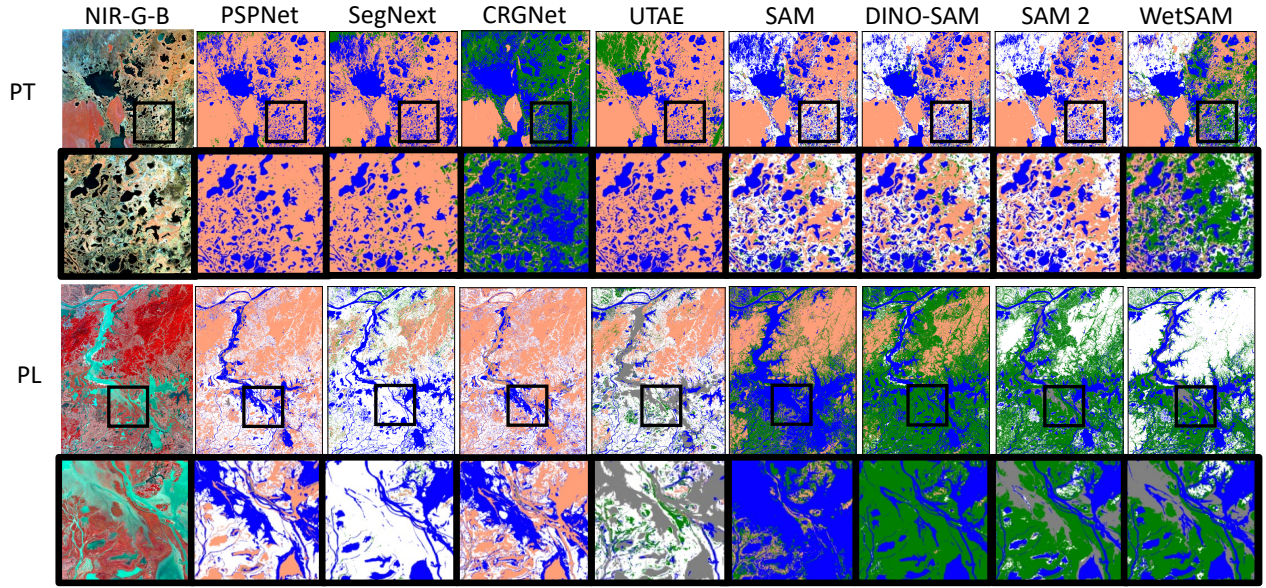 NIR-G-B PSPNet SegNext CRGNet UTAE SAM DINO-SAM SAM 2 WetSAM
PT
PL